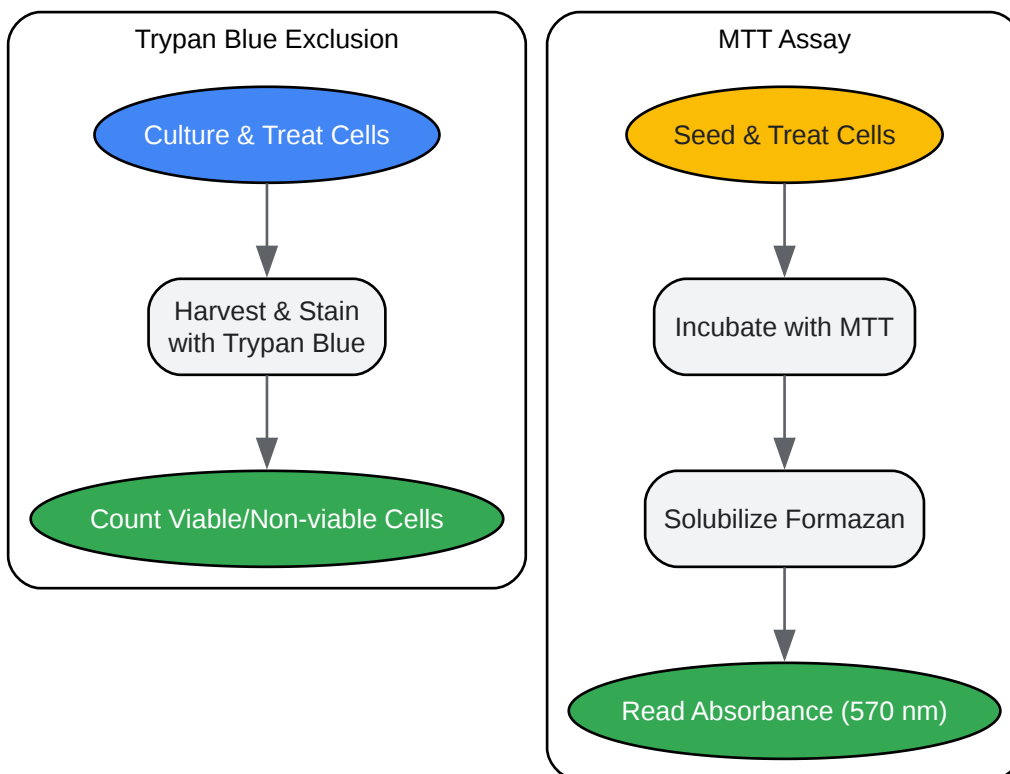 Trypan Blue Exclusion
Culture & Treat Cells
Harvest & Stain
with Trypan Blue
Count Viable/Non-viable Cells
MTT Assay
Seed & Treat Cells
Incubate with MTT
Solubilize Formazan
Read Absorbance (570 nm)